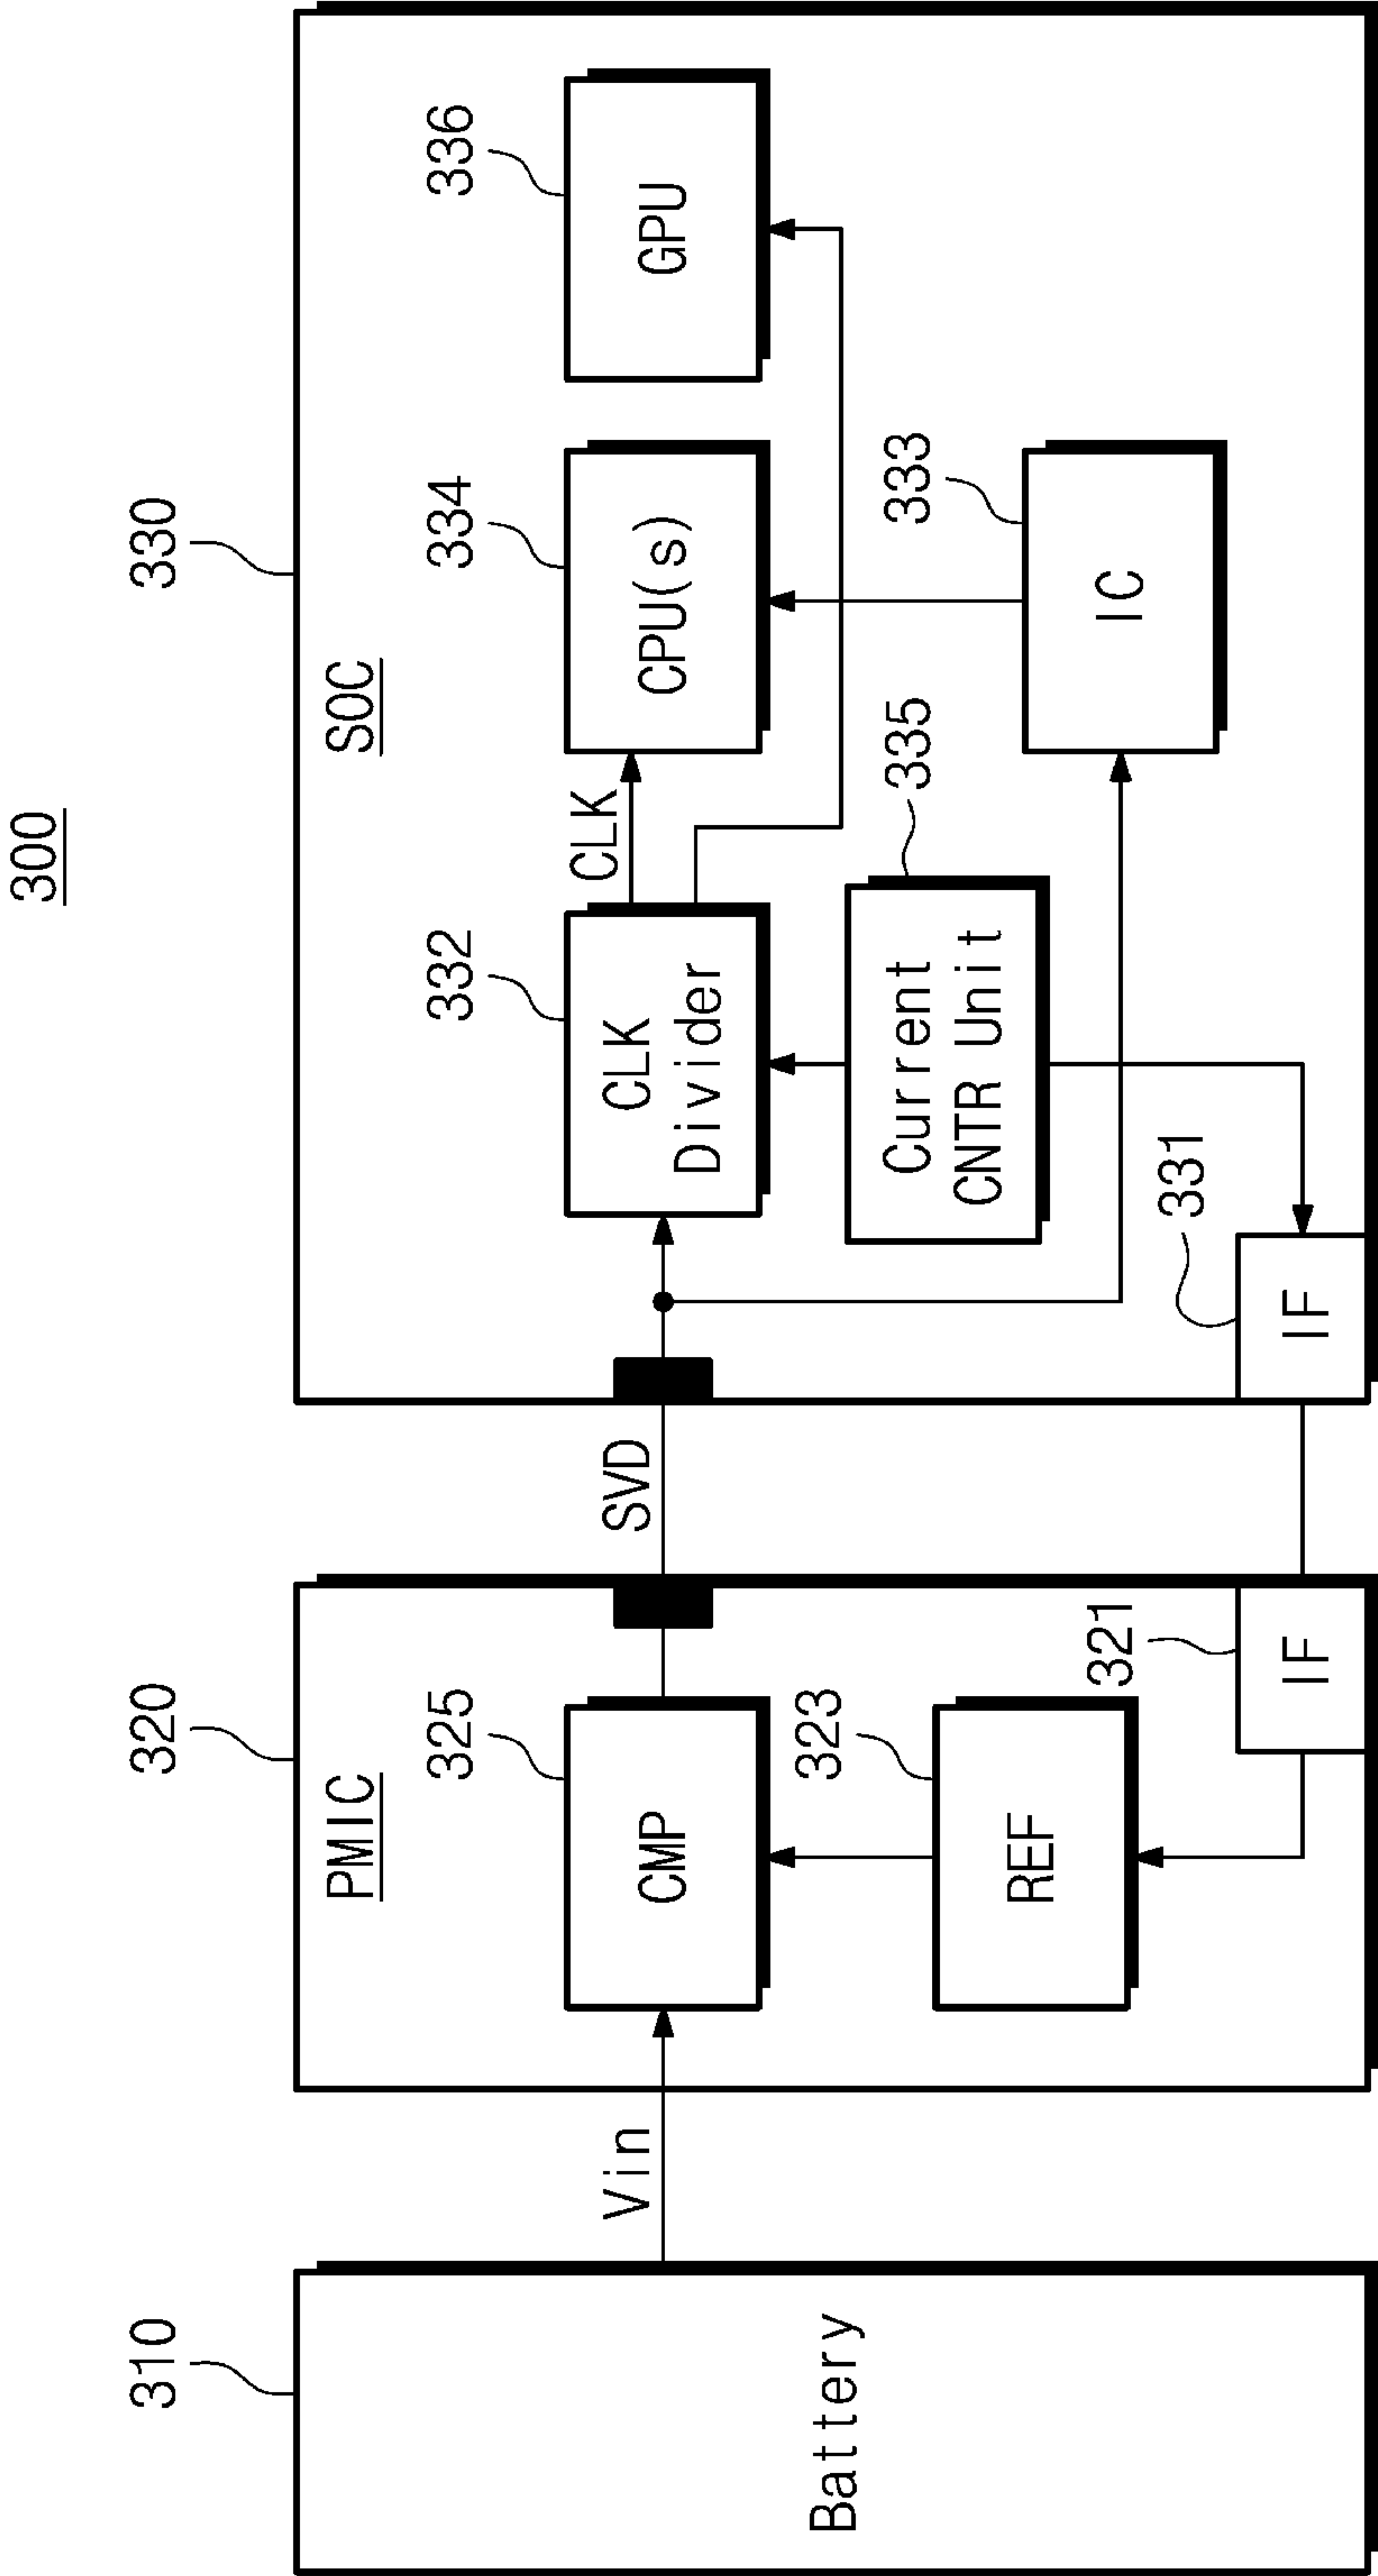 300
310
320
330
Battery
Vin
PMIC
325
CMP
323
REF
321
IF
SVD
SOC
332
CLK
Divider
CLK
334
CPU(s)
336
GPU
335
Current
CNTR Unit
333
IC
331
IF